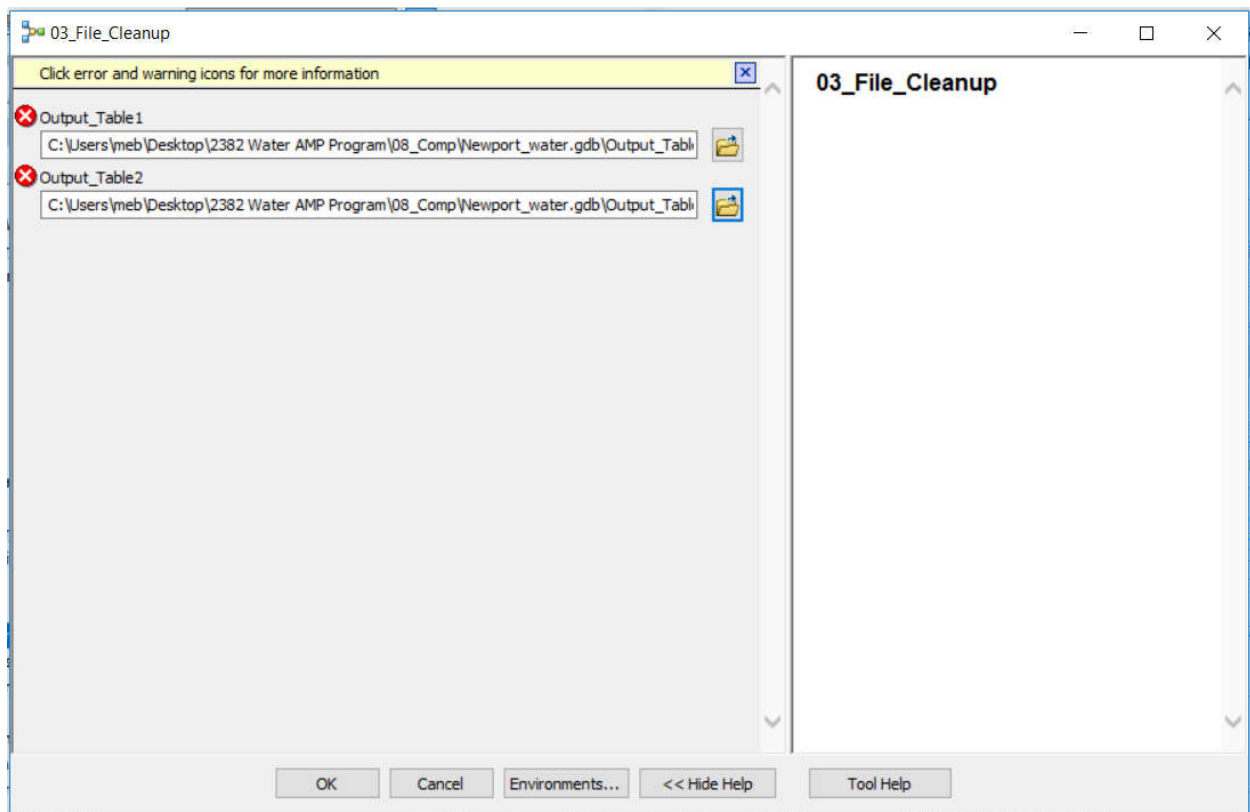 03_File_Cleanup
Click error and warning icons for more information
03_File_Cleanup
Output_Table1
C:\Users\meb\Desktop\2382 Water AMP Program\08_Comp\Newport_water.gdb\Output_Tabl
Output_Table2
C:\Users\meb\Desktop\2382 Water AMP Program\08_Comp\Newport_water.gdb\Output_Tabl
OK
Cancel
Environments...
<< Hide Help
Tool Help